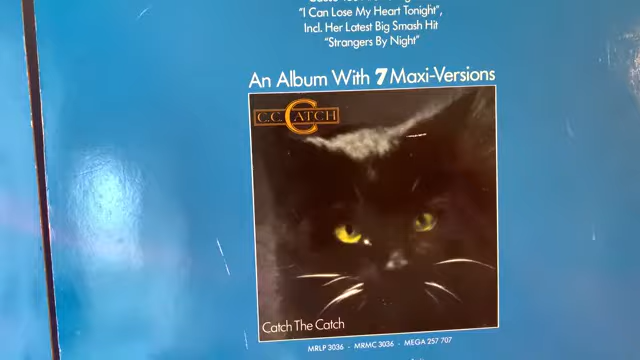 "I Can Lose My Heart Tonight",
Incl. Her Latest Big Smash Hit
"Strangers By Night"
An Album With 7 Maxi-Versions
C.C. CATCH
Catch The Catch
MRLP 3036 - MRMC 3036 - MEGA 257 707